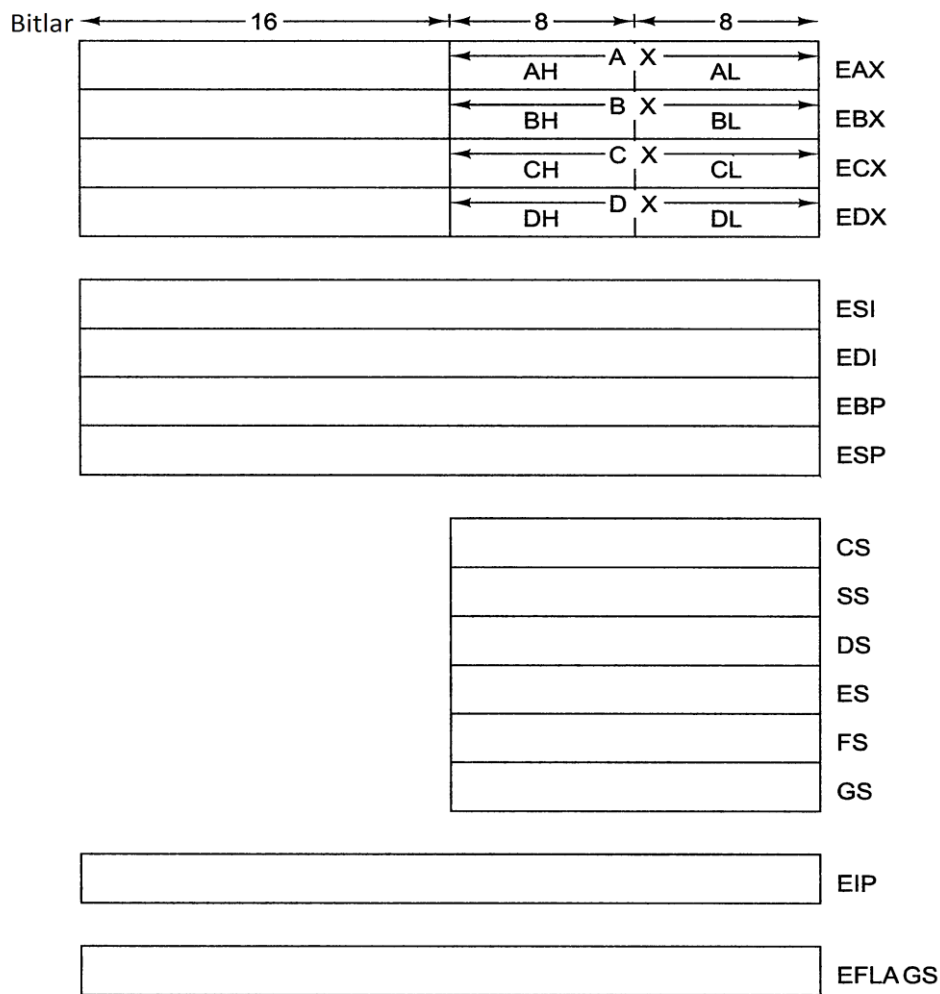 Bitlar 16 8 8
A X
AH AL EAX
B X
BH BL EBX
C X
CH CL ECX
D X
DH DL EDX
ESI
EDI
EBP
ESP
CS
SS
DS
ES
FS
GS
EIP
EFLAGS